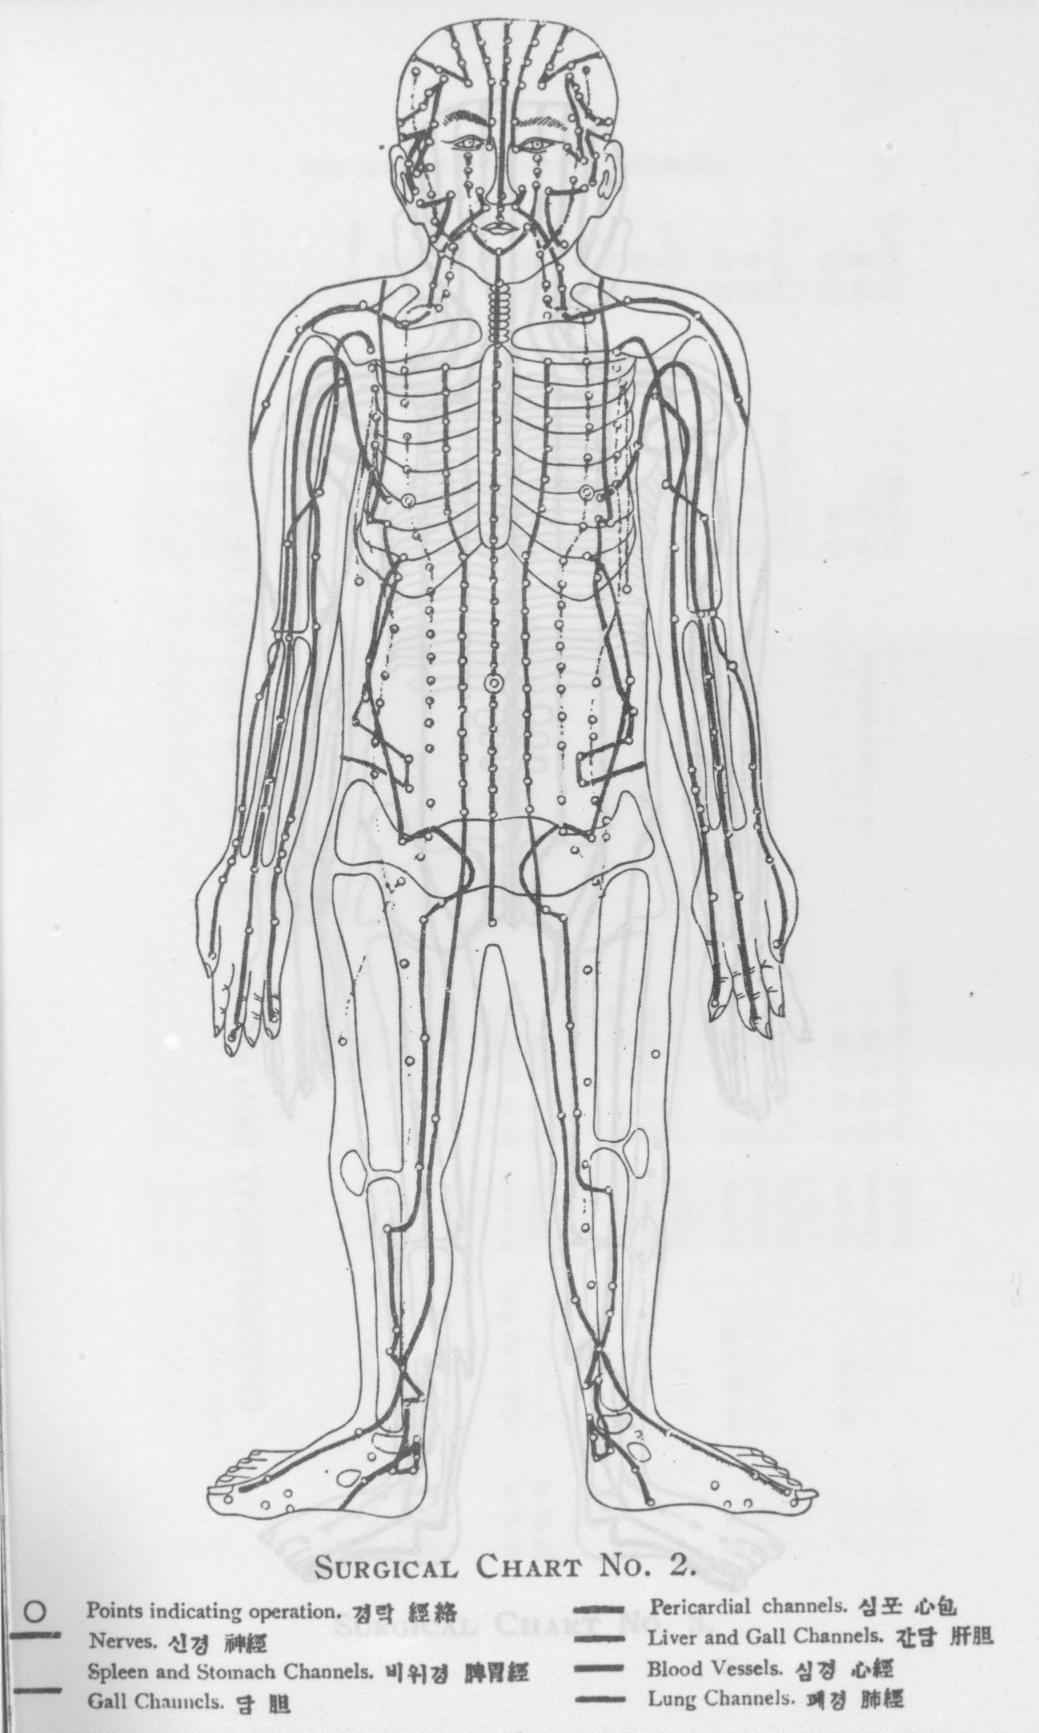 SURGICAL CHART No. 2.
Points indicating operation. 경락 經絡
Nerves. 신경 神經
Spleen and Stomach Channels. 비위경 脾胃經
Gall Channels. 담 胆
Pericardial channels. 심포 心包
Liver and Gall Channels. 간담 肝胆
Blood Vessels. 심경 心經
Lung Channels. 폐경 肺經